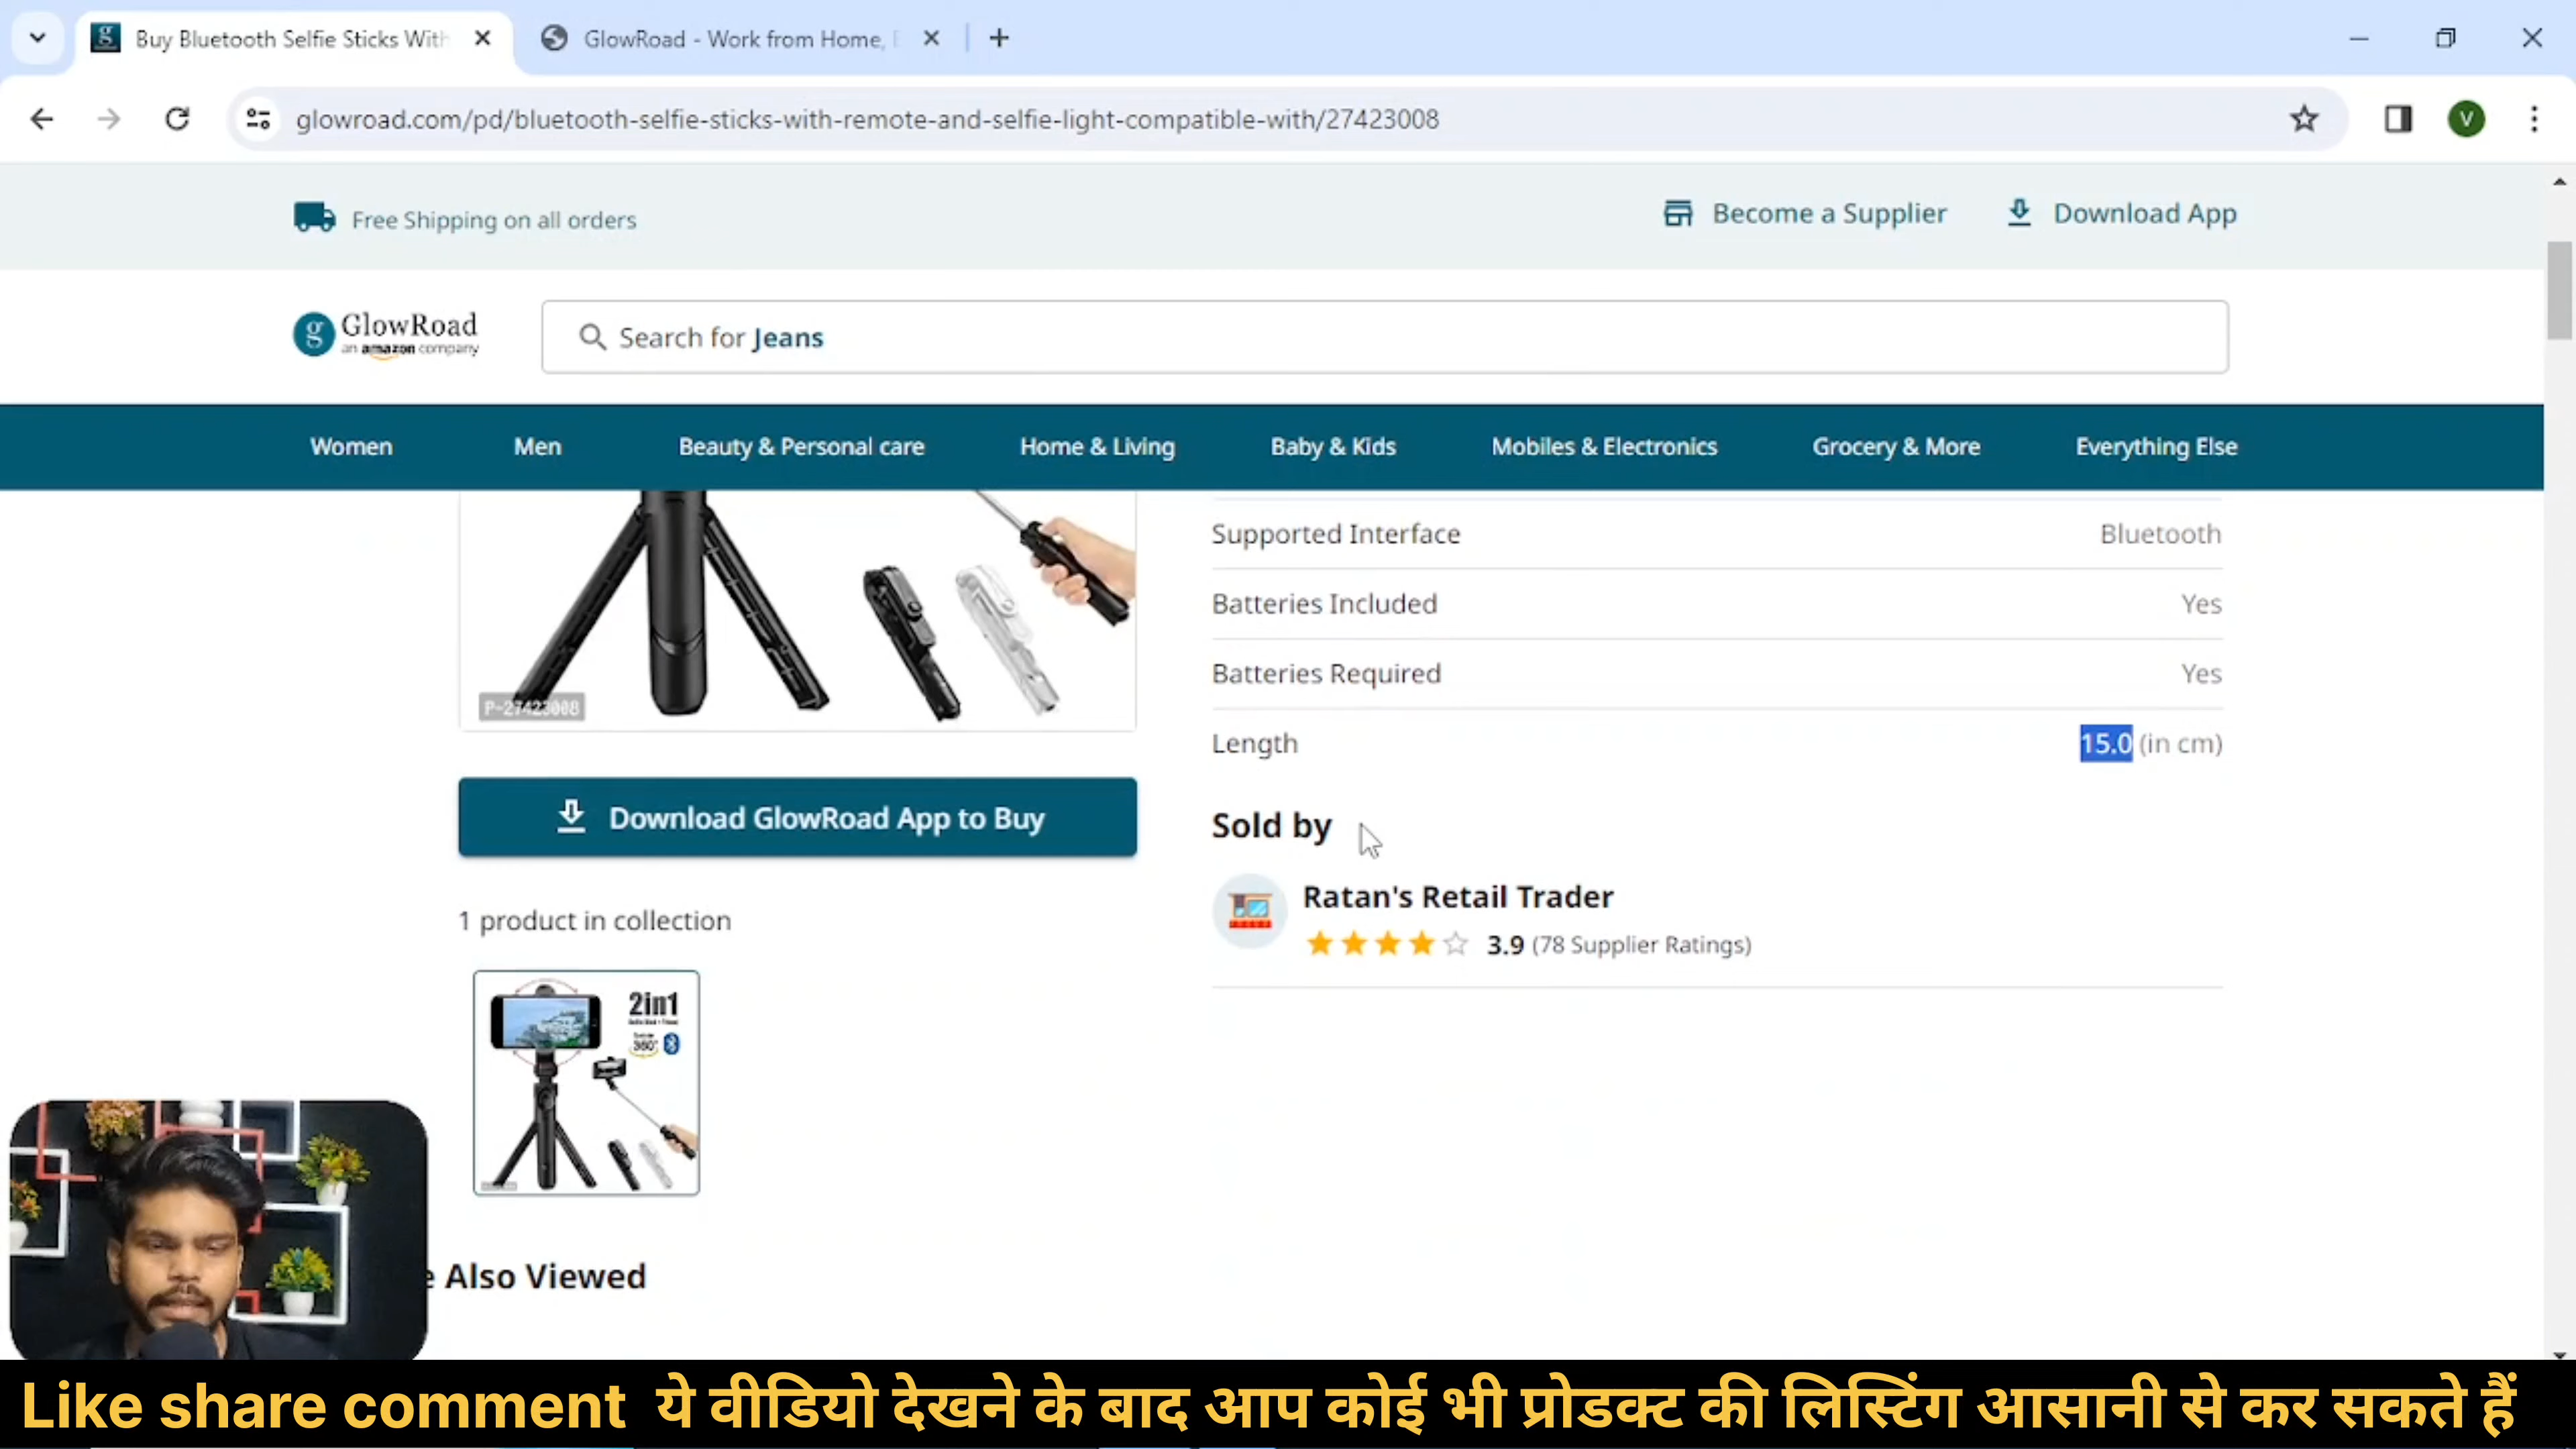 Buy Bluetooth Selfie Sticks With
GlowRoad - Work from Home,
glowroad.com/pd/bluetooth-selfie-sticks-with-remote-and-selfie-light-compatible-with/27423008
V
Free Shipping on all orders
Become a Supplier
Download App
g GlowRoad
an amazon company
Search for Jeans
Women Men Beauty & Personal care Home & Living Baby & Kids Mobiles & Electronics Grocery & More Everything Else
P-27423008
Supported Interface Bluetooth
Batteries Included Yes
Batteries Required Yes
Length 15.0 (in cm)
Download GlowRoad App to Buy
Sold by
Ratan's Retail Trader
3.9 (78 Supplier Ratings)
1 product in collection
2in1
360°
e Also Viewed
Like share comment ये वीडियो देखने के बाद आप कोई भी प्रोडक्ट की लिस्टिंग आसानी से कर सकते हैं